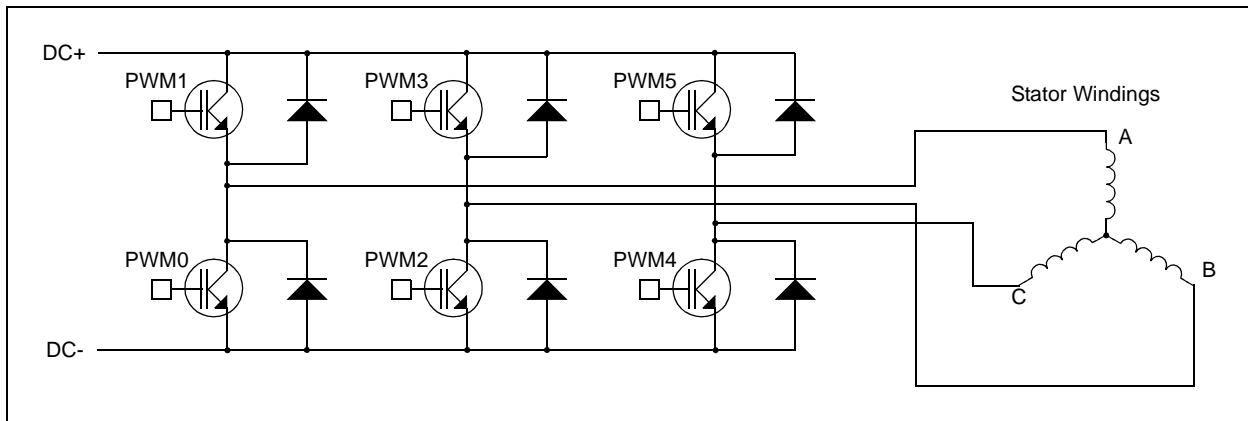 DC+
PWM1
PWM3
PWM5
Stator Windings
A
PWM0
PWM2
PWM4
B
C
DC-